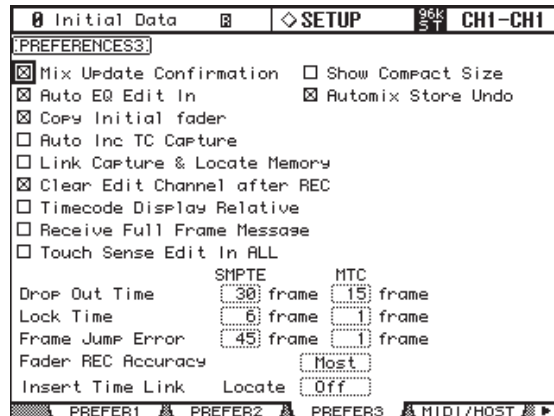 0 Initial Data SETUP 96k ST CH1-CH1
PREFERENCES3
Mix Update Confirmation Show Compact Size
Auto EQ Edit In Automix Store Undo
Copy Initial fader
Auto Inc TC Capture
Link Capture & Locate Memory
Clear Edit Channel after REC
Timecode Display Relative
Receive Full Frame Message
Touch Sense Edit In ALL
SMPTE MTC
Drop Out Time 30 frame 15 frame
Lock Time 6 frame 1 frame
Frame Jump Error 45 frame 1 frame
Fader REC Accuracy Most
Insert Time Link Locate Off
PREFER1 PREFER2 PREFER3 MIDI/HOST